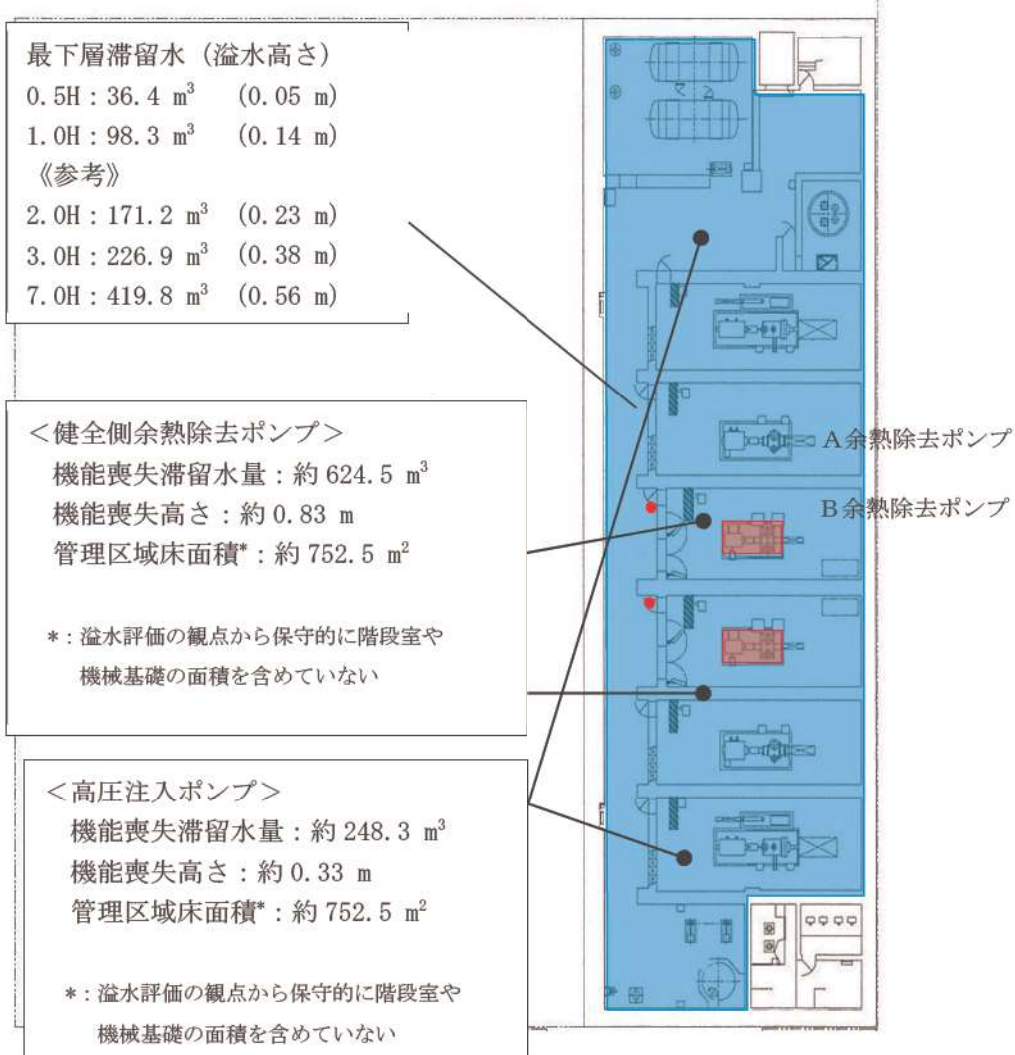 最下層滞留水（溢水高さ）
0.5H：36.4 m³ （0.05 m）
1.0H：98.3 m³ （0.14 m）
《参考》
2.0H：171.2 m³ （0.23 m）
3.0H：226.9 m³ （0.38 m）
7.0H：419.8 m³ （0.56 m）
＜健全側余熱除去ポンプ＞
機能喪失滞留水量：約 624.5 m³
機能喪失高さ：約 0.83 m
管理区域床面積*：約 752.5 m²
*：溢水評価の観点から保守的に階段室や
機械基礎の面積を含めていない
＜高圧注入ポンプ＞
機能喪失滞留水量：約 248.3 m³
機能喪失高さ：約 0.33 m
管理区域床面積*：約 752.5 m²
*：溢水評価の観点から保守的に階段室や
機械基礎の面積を含めていない
A余熱除去ポンプ
B余熱除去ポンプ